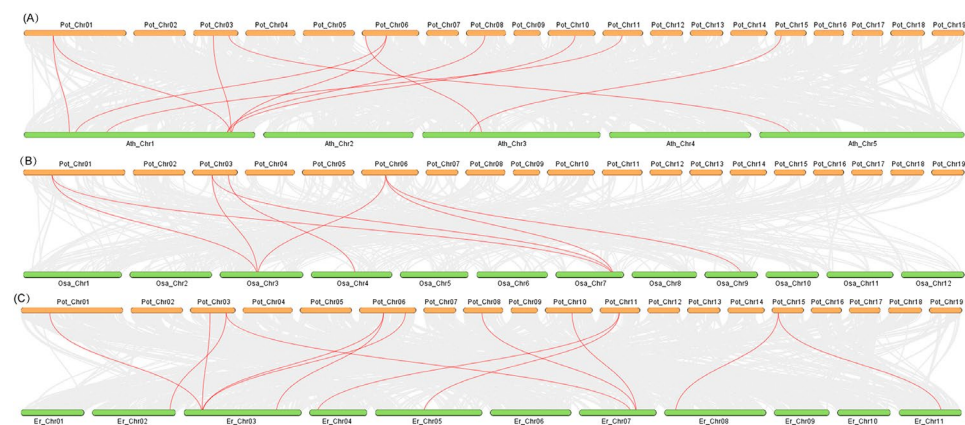 (A)
Pot_Chr01 Pot_Chr02 Pot_Chr03 Pot_Chr04 Pot_Chr05 Pot_Chr06 Pot_Chr07 Pot_Chr08 Pot_Chr09 Pot_Chr10 Pot_Chr11 Pot_Chr12 Pot_Chr13 Pot_Chr14 Pot_Chr15 Pot_Chr16 Pot_Chr17 Pot_Chr18 Pot_Chr19
Ath_Chr1 Ath_Chr2 Ath_Chr3 Ath_Chr4 Ath_Chr5
(B)
Pot_Chr01 Pot_Chr02 Pot_Chr03 Pot_Chr04 Pot_Chr05 Pot_Chr06 Pot_Chr07 Pot_Chr08 Pot_Chr09 Pot_Chr10 Pot_Chr11 Pot_Chr12 Pot_Chr13 Pot_Chr14 Pot_Chr15 Pot_Chr16 Pot_Chr17 Pot_Chr18 Pot_Chr19
Osa_Chr1 Osa_Chr2 Osa_Chr3 Osa_Chr4 Osa_Chr5 Osa_Chr6 Osa_Chr7 Osa_Chr8 Osa_Chr9 Osa_Chr10 Osa_Chr11 Osa_Chr12
(C)
Pot_Chr01 Pot_Chr02 Pot_Chr03 Pot_Chr04 Pot_Chr05 Pot_Chr06 Pot_Chr07 Pot_Chr08 Pot_Chr09 Pot_Chr10 Pot_Chr11 Pot_Chr12 Pot_Chr13 Pot_Chr14 Pot_Chr15 Pot_Chr16 Pot_Chr17 Pot_Chr18 Pot_Chr19
Er_Chr01 Er_Chr02 Er_Chr03 Er_Chr04 Er_Chr05 Er_Chr06 Er_Chr07 Er_Chr08 Er_Chr09 Er_Chr10 Er_Chr11